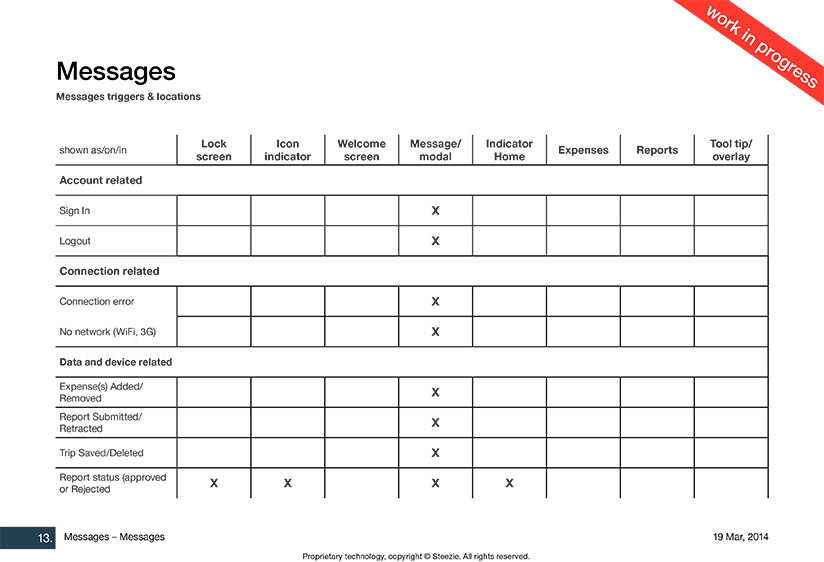 work in progress
Messages
Messages triggers & locations
shown as/on/in
Lock
screen
Icon
indicator
Welcome
screen
Message/
modal
Indicator
Home
Expenses
Reports
Tool tip/
overlay
Account related
Sign In
X
Logout
X
Connection related
Connection error
X
No network (WiFi, 3G)
X
Data and device related
Expense(s) Added/
Removed
X
Report Submitted/
Retracted
X
Trip Saved/Deleted
X
Report status (approved
or Rejected
X X X X
13. Messages – Messages 19 Mar, 2014
Proprietary technology, copyright © Steezie. All rights reserved.